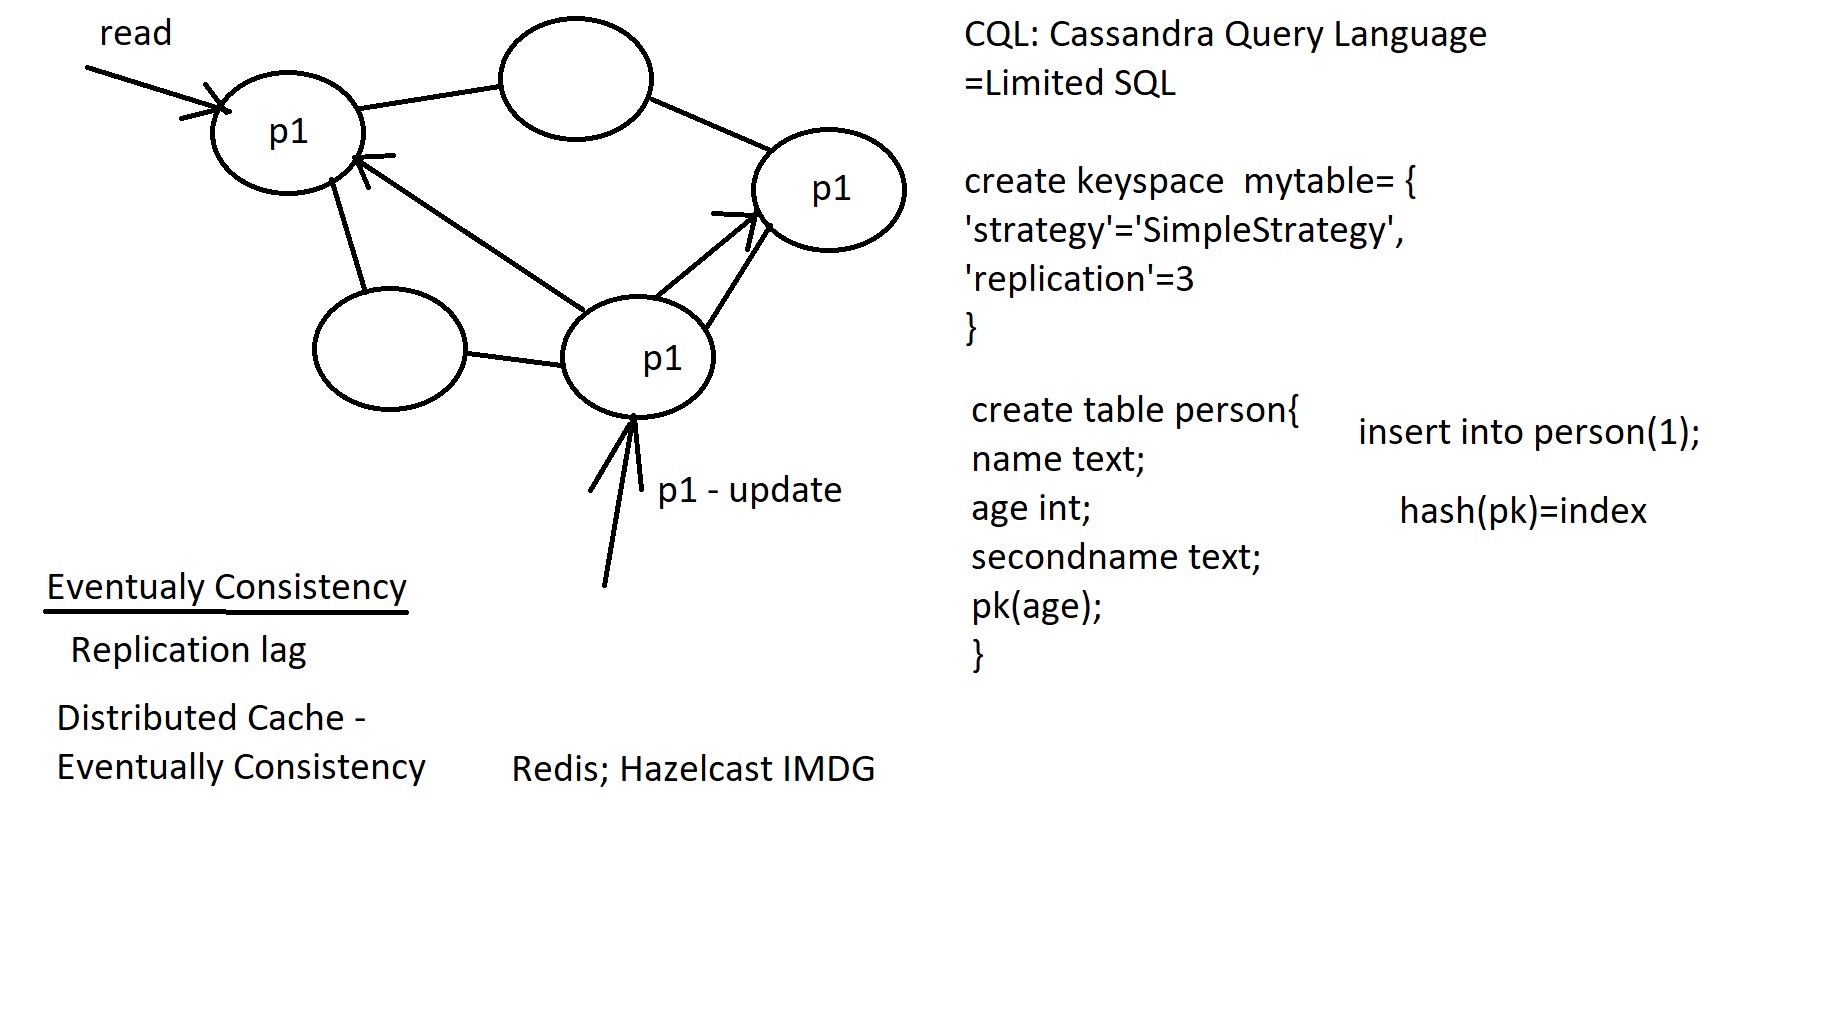 read
p1
p1
p1
p1 - update
Eventualy Consistency
Replication lag
Distributed Cache -
Eventually Consistency
Redis; Hazelcast IMDG
CQL: Cassandra Query Language
=Limited SQL
create keyspace  mytable= {
'strategy'='SimpleStrategy',
'replication'=3
}
create table person{
name text;
age int;
secondname text;
pk(age);
}
insert into person(1);
hash(pk)=index